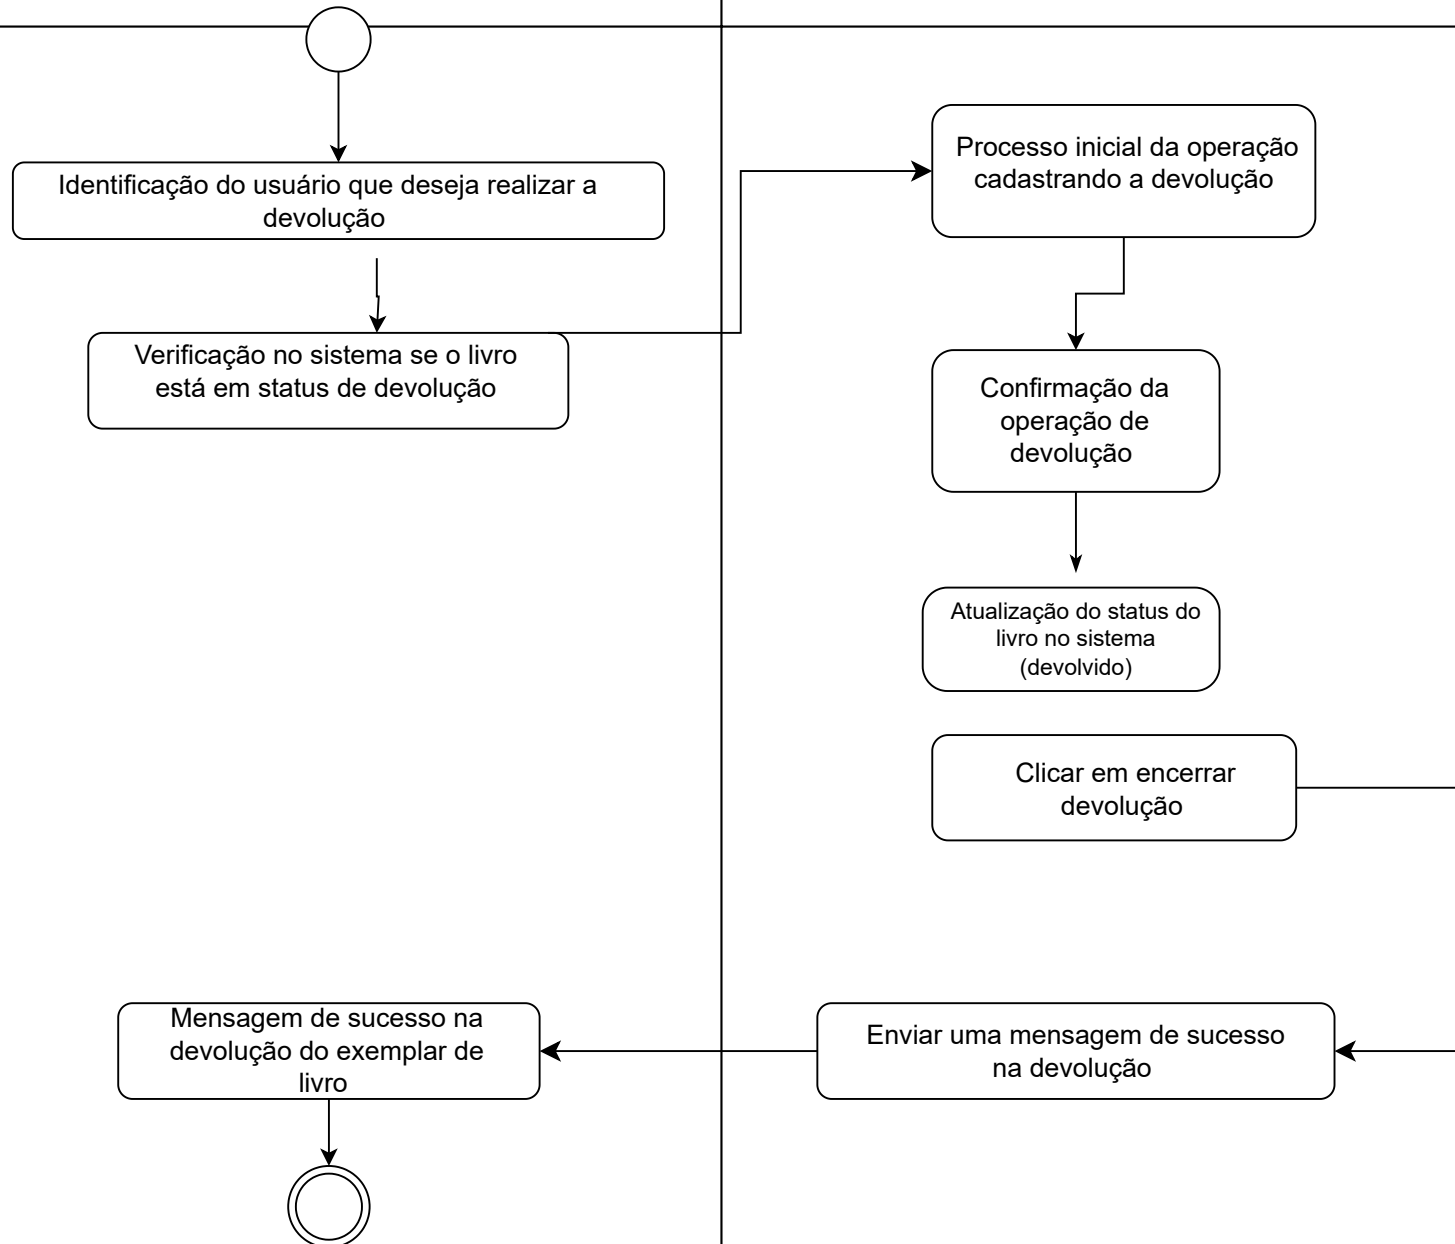 Identificação do usuário que deseja realizar a
devolução
Verificação no sistema se o livro
está em status de devolução
Processo inicial da operação
cadastrando a devolução
Confirmação da
operação de
devolução
Atualização do status do
livro no sistema
(devolvido)
Clicar em encerrar
devolução
Enviar uma mensagem de sucesso
na devolução
Mensagem de sucesso na
devolução do exemplar de
livro